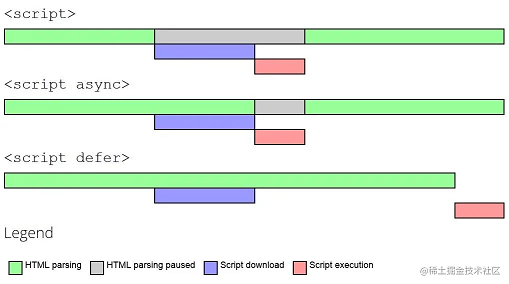 <script>
<script async>
<script defer>
Legend
HTML parsing HTML parsing paused Script download Script execution
@稀土掘金技术社区